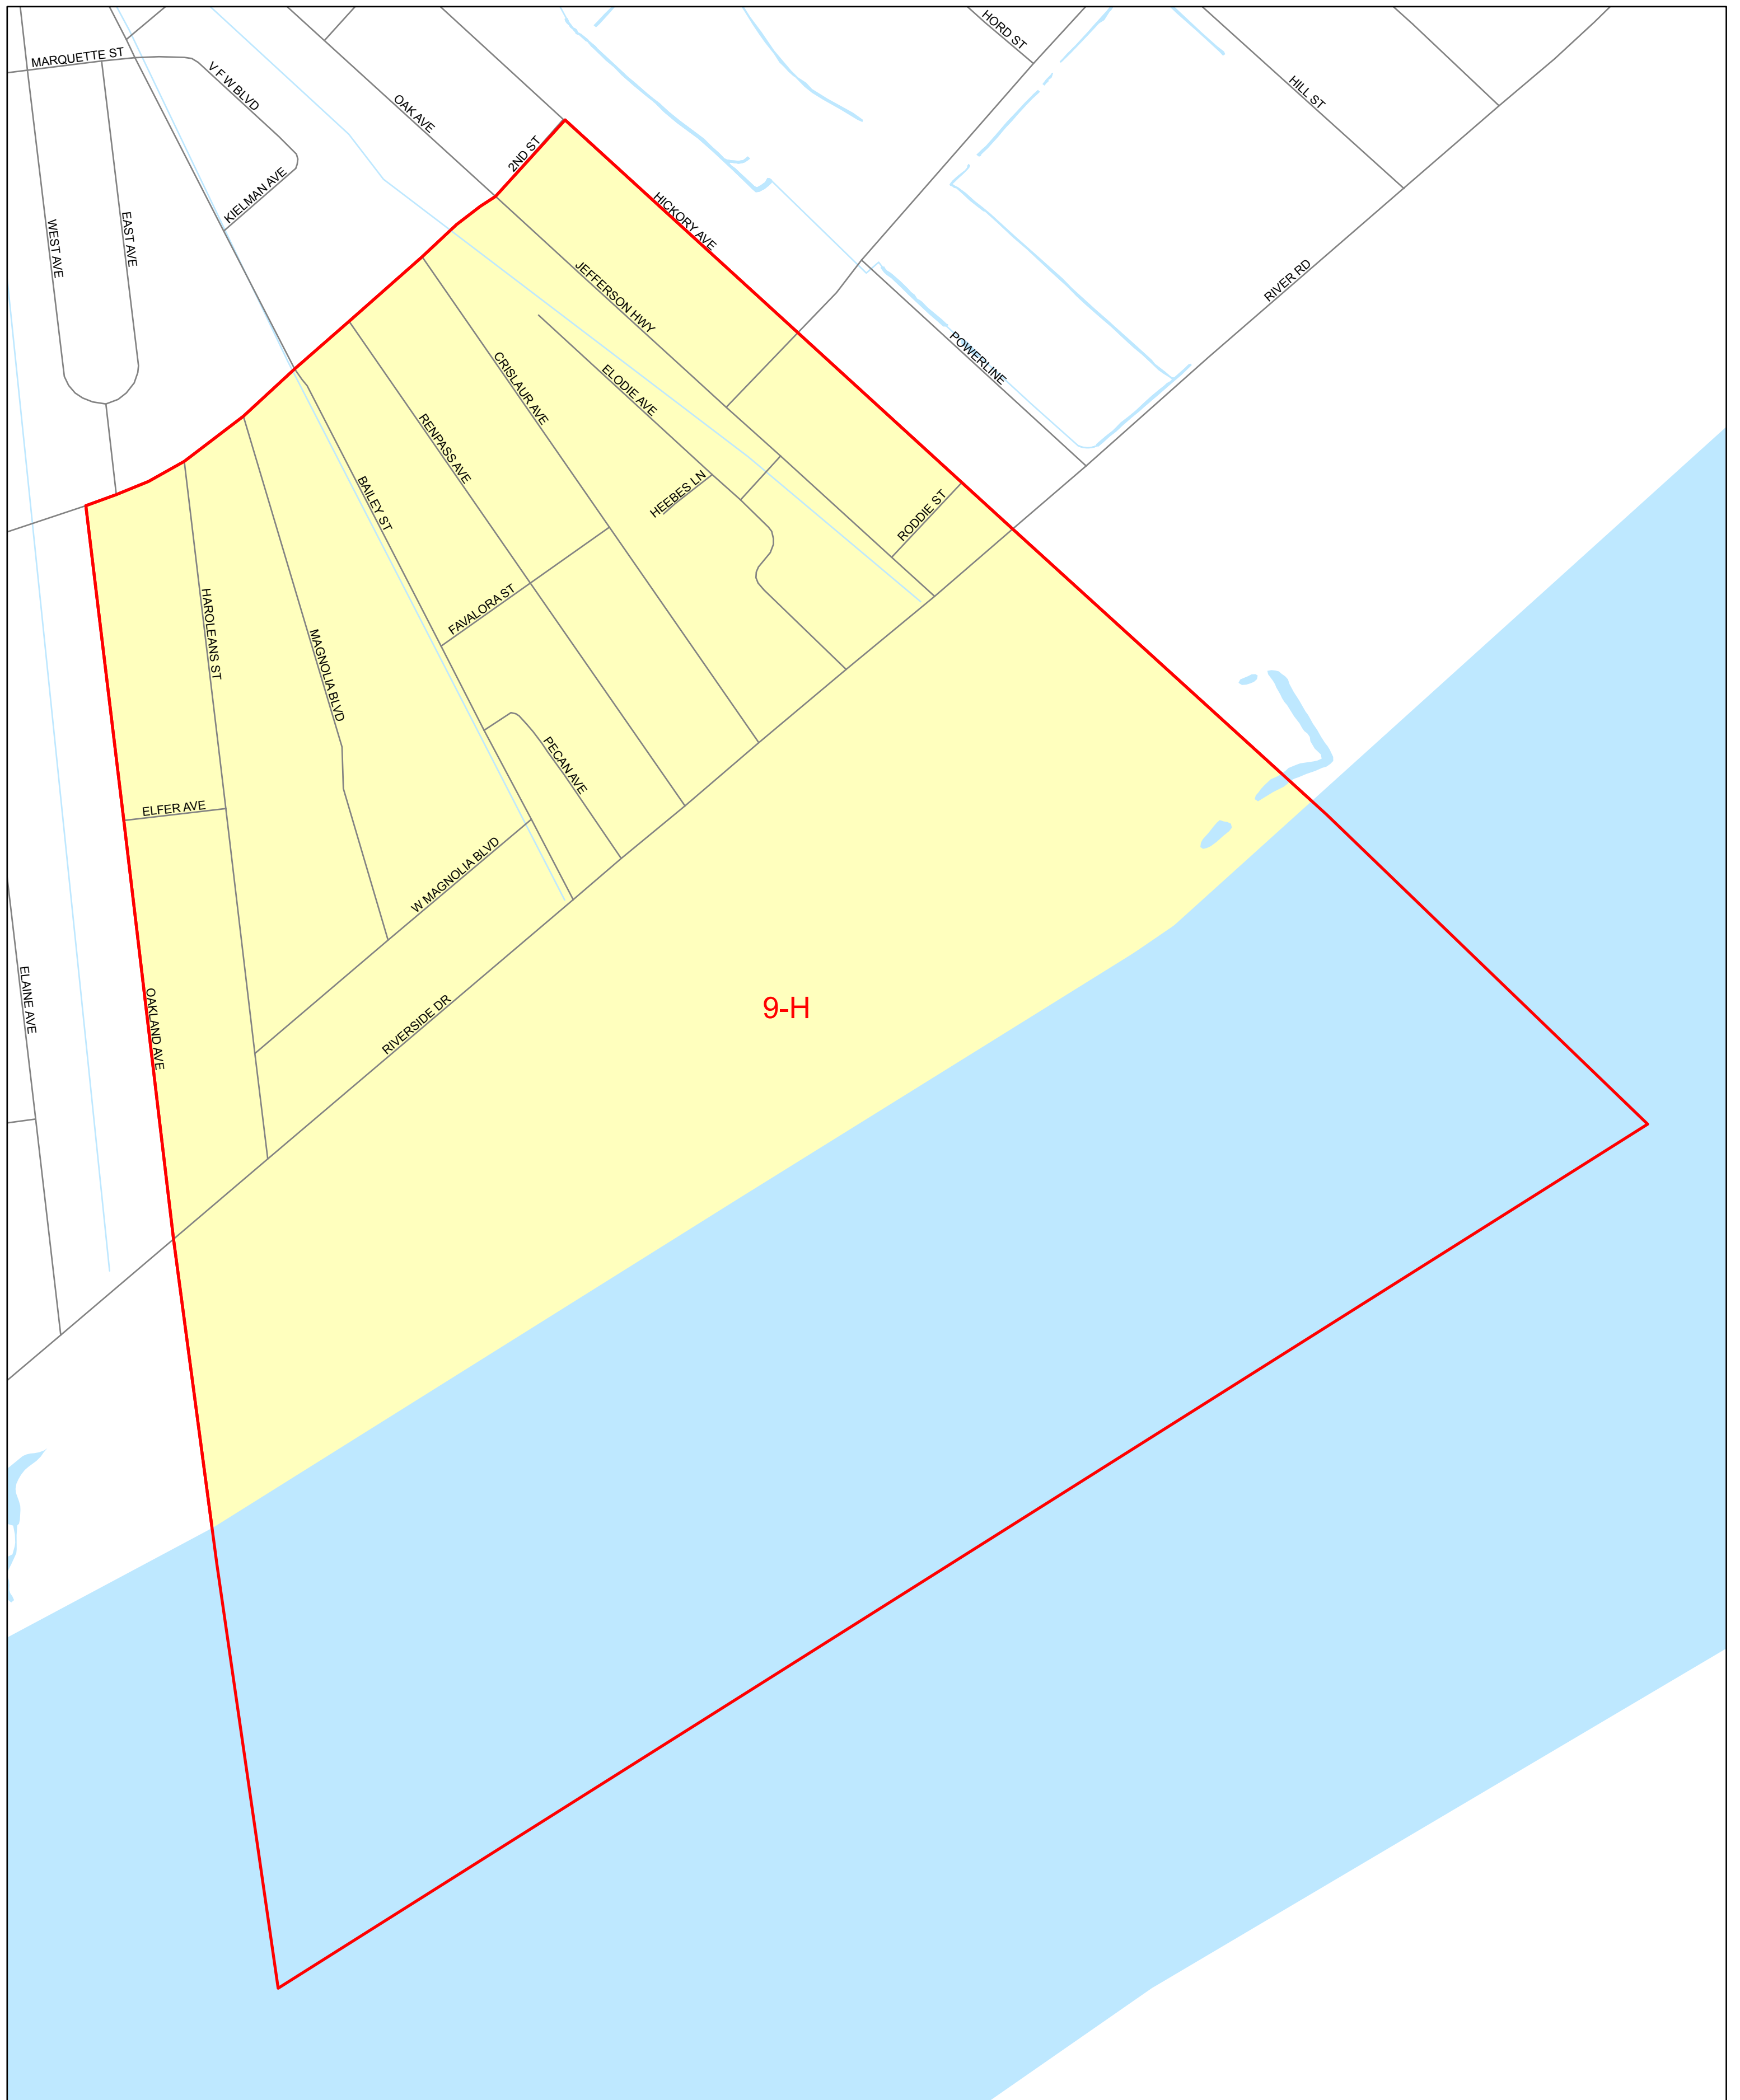 HORD ST
MARQUETTE ST
V F W BLVD
HILL ST
OAK AVE
2ND ST
KIELMAN AVE
HICKORY AVE
EAST AVE
WEST AVE
RIVER RD
JEFFERSON HWY
POWERLINE
CRISLAUR AVE
ELODIE AVE
RENPASS AVE
HEEBES LN
BAILEY ST
RODDIE ST
FAVALORA ST
HAROLEANS ST
MAGNOLIA BLVD
PECAN AVE
ELFER AVE
W MAGNOLIA BLVD
ELAINE AVE
OAKLAND AVE
9-H
RIVERSIDE DR